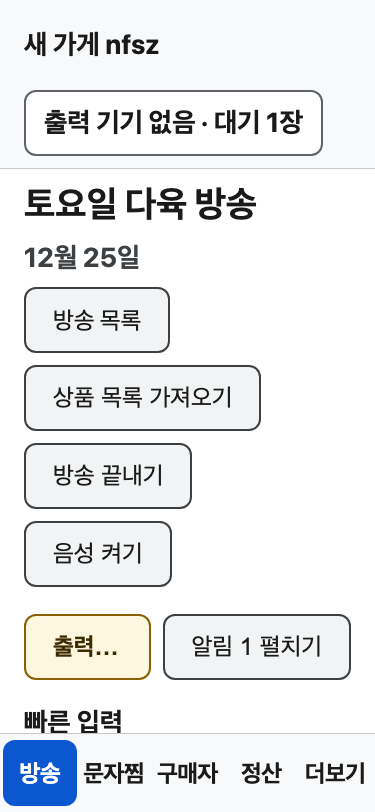 새 가게 nfsz
출력 기기 없음 · 대기 1장
토요일 다육 방송
12월 25일
방송 목록
상품 목록 가져오기
방송 끝내기
음성 켜기
출력... 알림 1 펼치기
빠른 입력
방송 문자찜 구매자 정산 더보기